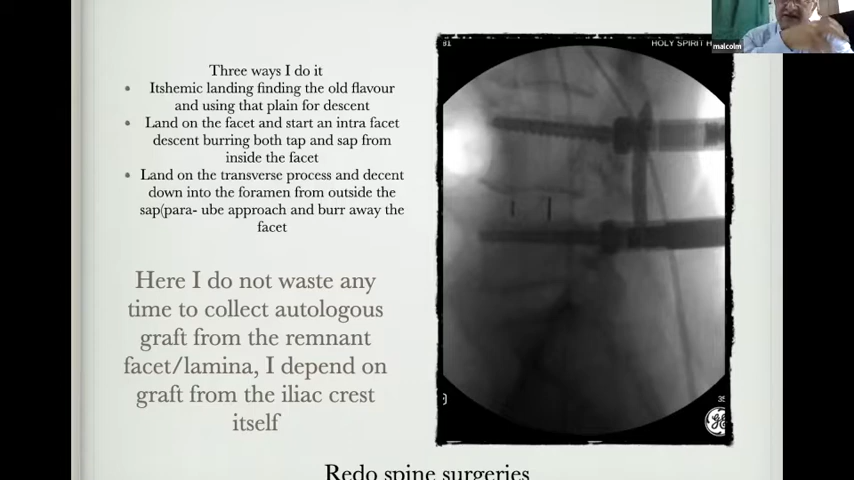 malcolm
HOLY SPIRIT H
Three ways I do it
Itshemic landing finding the old flavour
and using that plain for descent
Land on the facet and start an intra facet
descent burring both tap and sap from
inside the facet
Land on the transverse process and decent
down into the foramen from outside the
sap(para- ube approach and burr away the
facet
Here I do not waste any
time to collect autologous
graft from the remnant
facet/lamina, I depend on
graft from the iliac crest
itself
GE
Redo spine surgeries